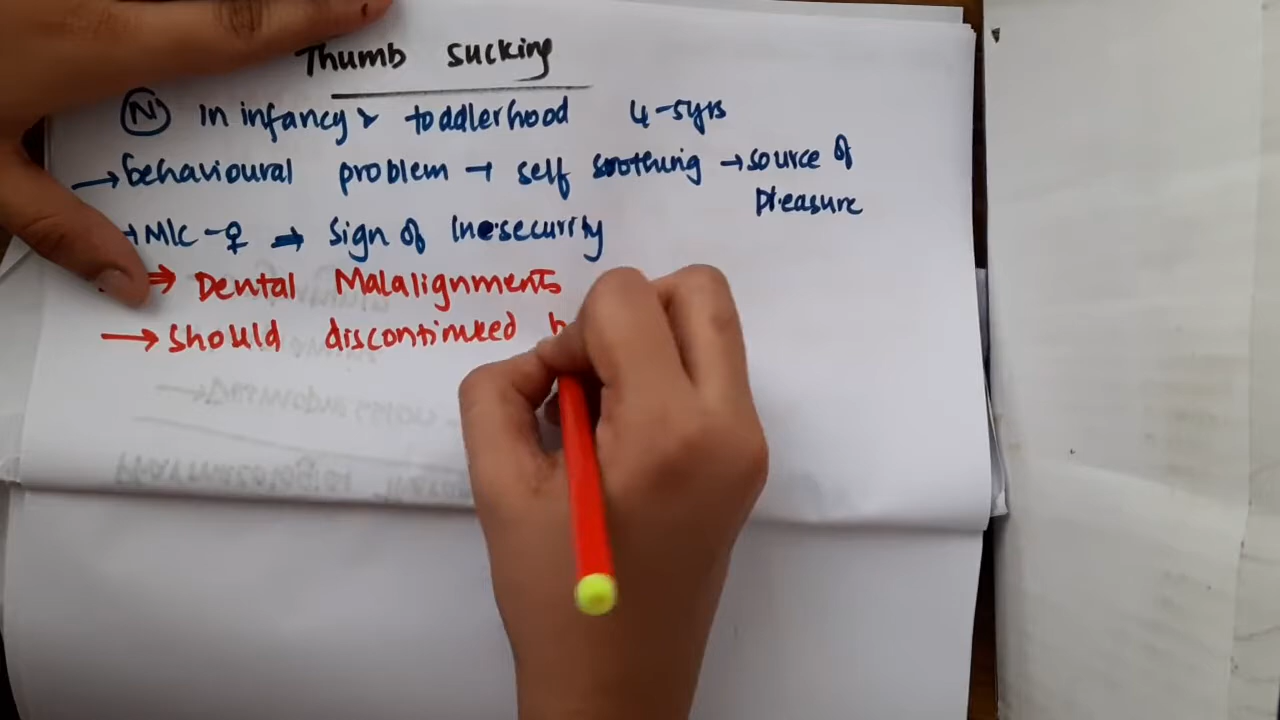 Thumb sucking
(N) In infancy & toddlerhood 4-5yrs
→ behavioural problem → self soothing → source of
pleasure
→ M/c - ♀ → Sign of Insecurity
⇒ Dental Malalignments
→ Should discontinued b